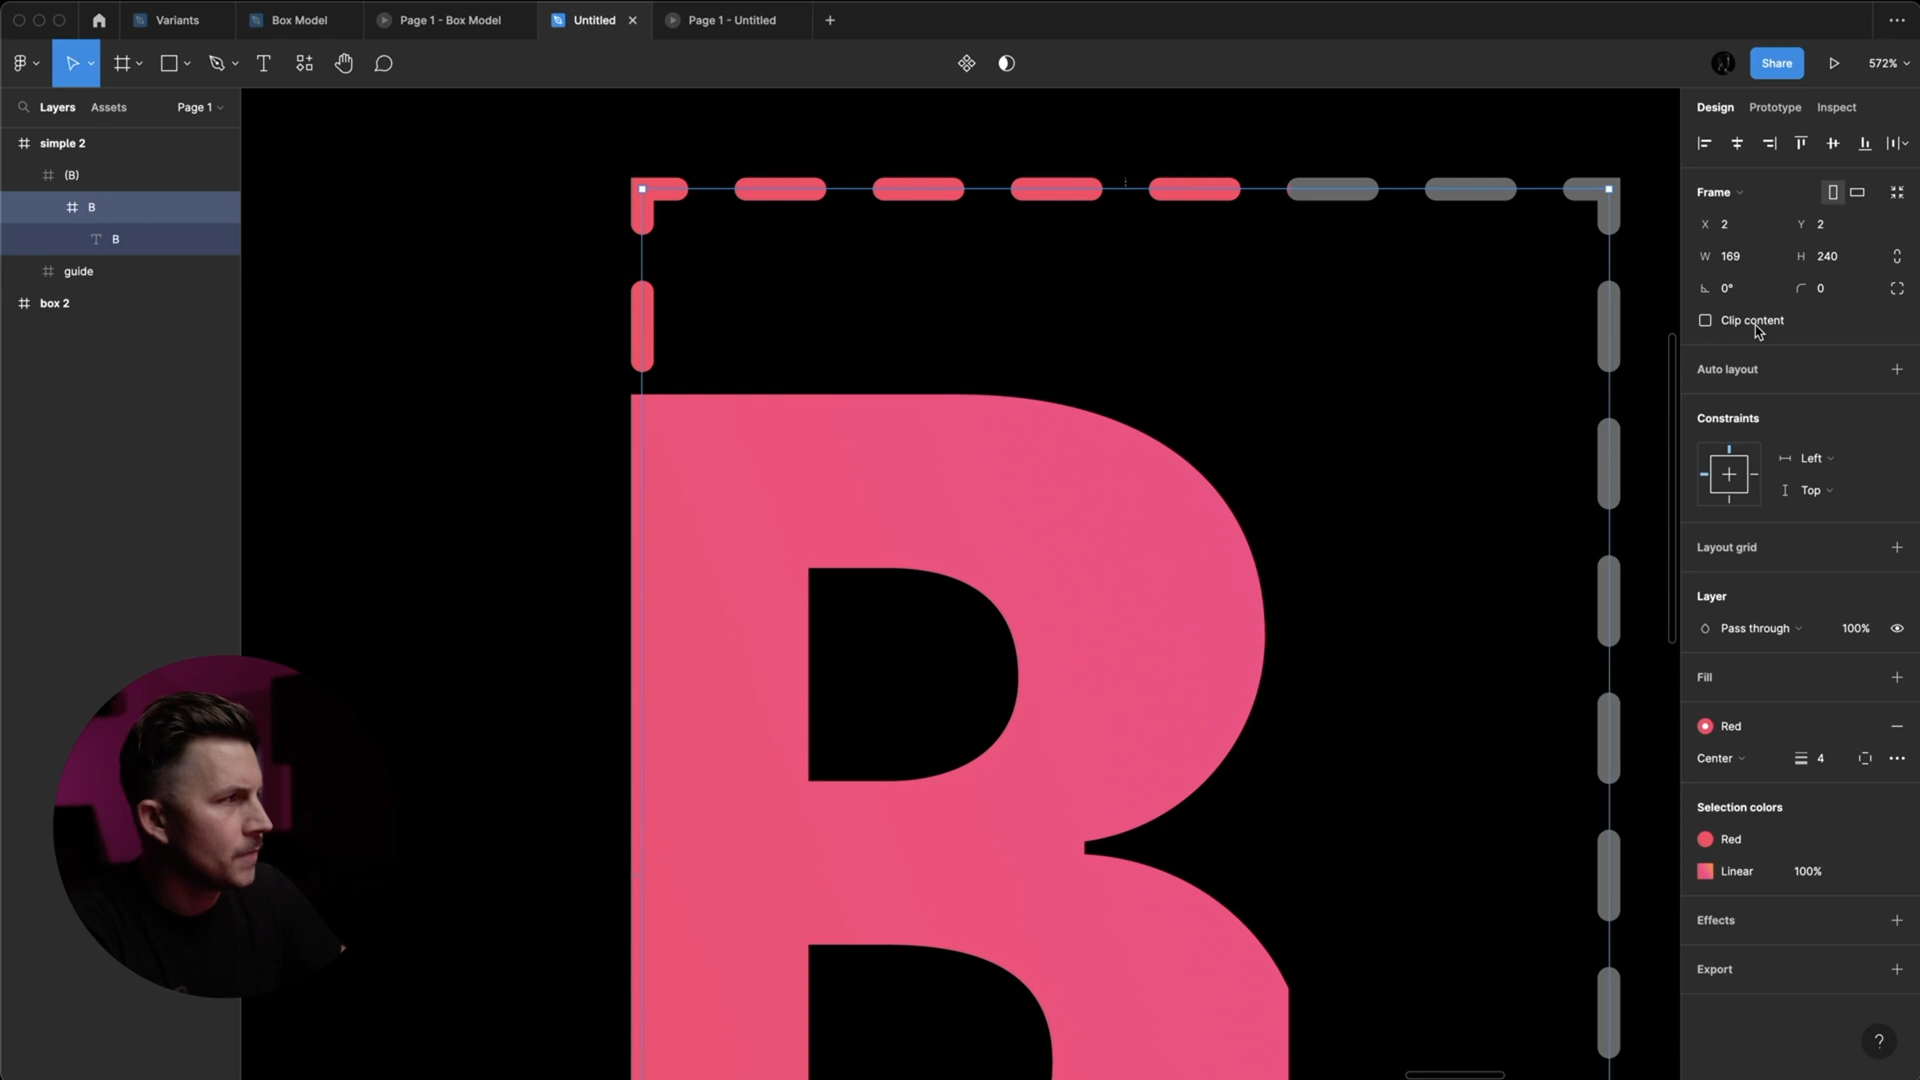 Variants
Box Model
Page 1 - Box Model
Untitled
Page 1 - Untitled
Share
572%
Layers
Assets
Page 1
simple 2
(B)
B
T B
guide
box 2
B
Design
Prototype
Inspect
Frame
X 2
Y 2
W 169
H 240
0°
0
Clip content
Auto layout
Constraints
Left
Top
Layout grid
Layer
Pass through
100%
Fill
Red
Center
4
Selection colors
Red
Linear
100%
Effects
Export
?